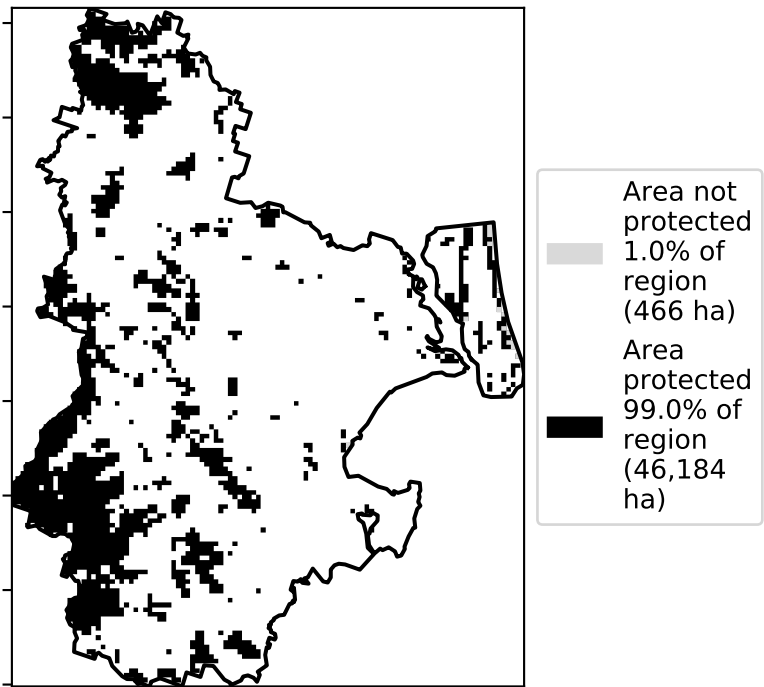 Area not
protected
1.0% of
region
(466 ha)
Area
protected
99.0% of
region
(46,184
ha)